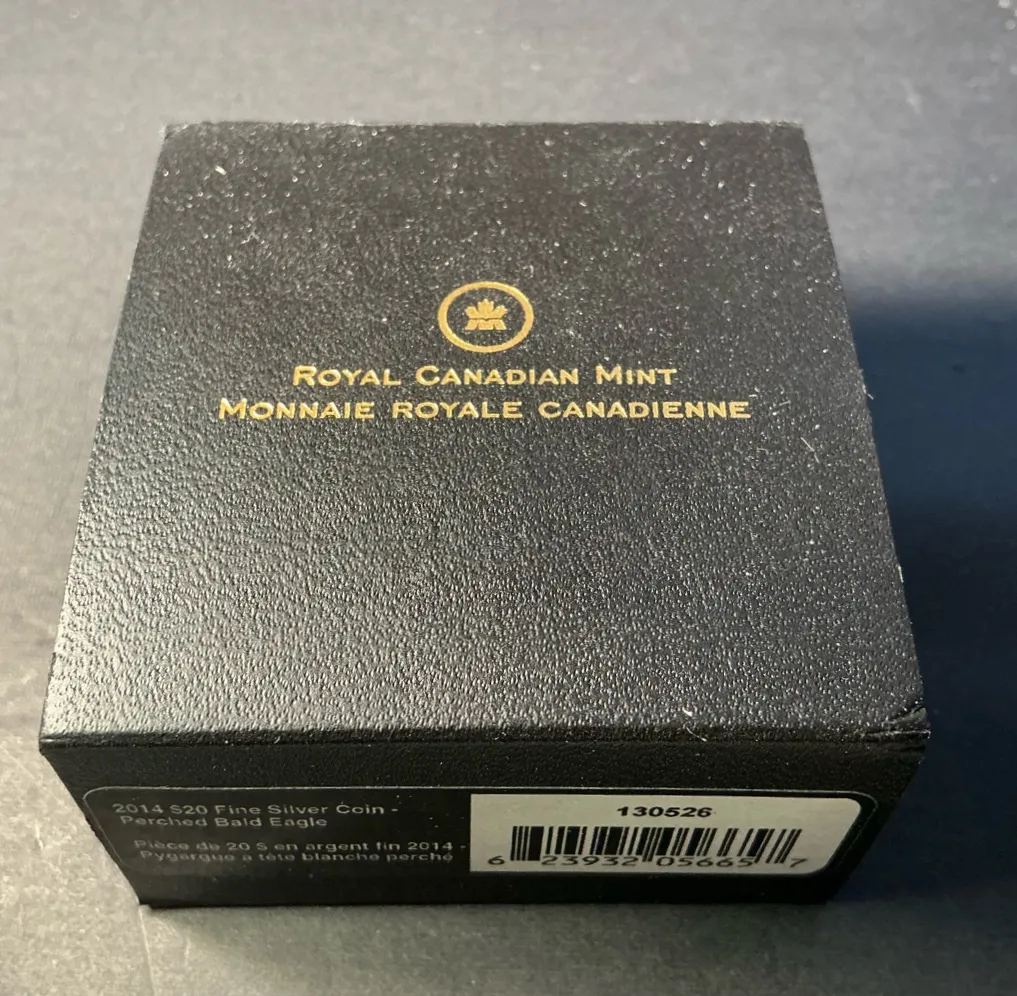 ROYAL CANADIAN MINT
MONNAIE ROYALE CANADIENNE
2014 $20 Fine Silver Coin -
Perched Bald Eagle
Pièce de 20 $ en argent fin 2014 -
Pygargue à tête blanche perché
130526
6 23932 05665 7